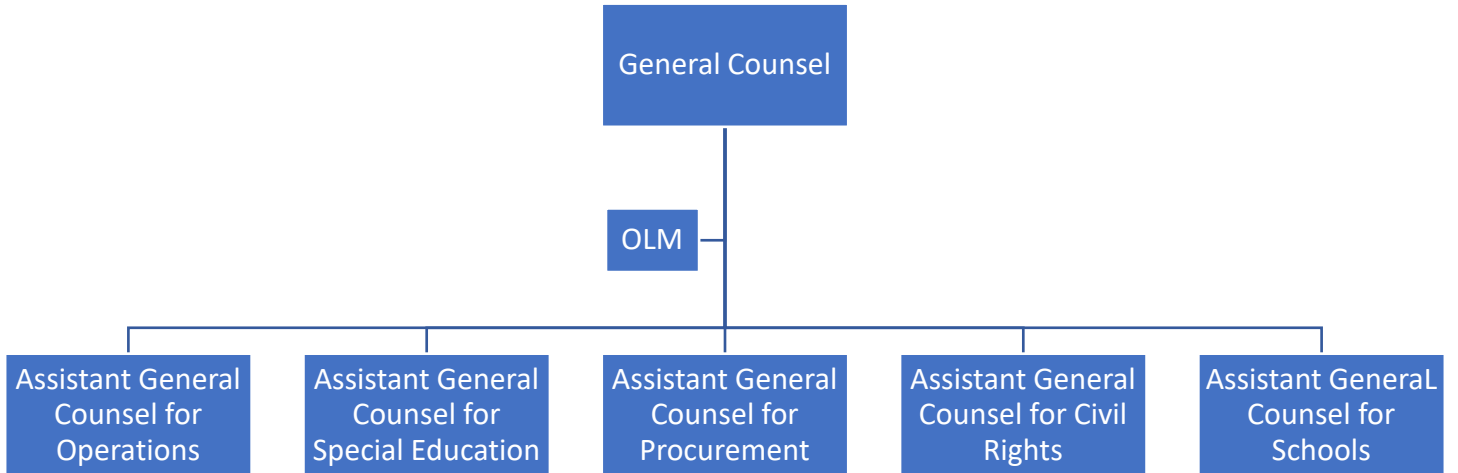 General Counsel
OLM
Assistant General
Counsel for
Operations
Assistant General
Counsel for
Special Education
Assistant General
Counsel for
Procurement
Assistant General
Counsel for Civil
Rights
Assistant GeneraL
Counsel for
Schools